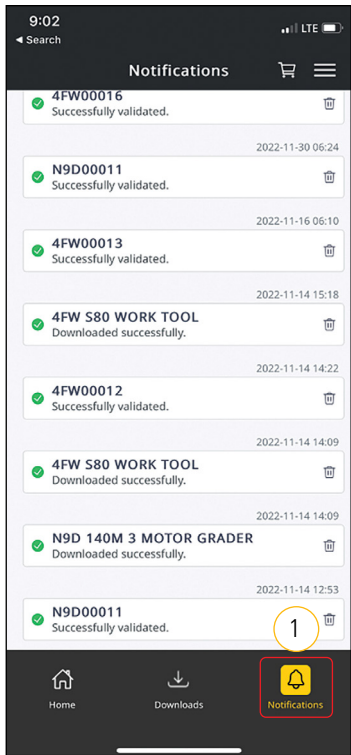 9:02
LTE
◀ Search
Notifications
4FW00016
Successfully validated.
2022-11-30 06:24
N9D00011
Successfully validated.
2022-11-16 06:10
4FW00013
Successfully validated.
2022-11-14 15:18
4FW S80 WORK TOOL
Downloaded successfully.
2022-11-14 14:22
4FW00012
Successfully validated.
2022-11-14 14:09
4FW S80 WORK TOOL
Downloaded successfully.
2022-11-14 14:09
N9D 140M 3 MOTOR GRADER
Downloaded successfully.
2022-11-14 12:53
N9D00011
Successfully validated.
1
Home
Downloads
Notifications